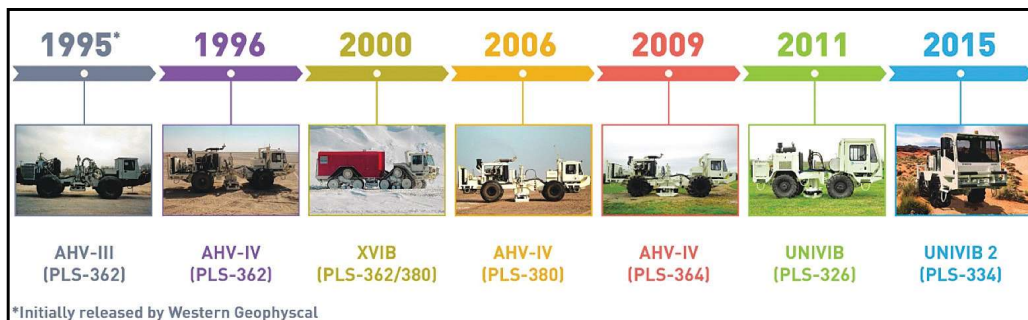 1995* 1996 2000 2006 2009 2011 2015
AHV-III AHV-IV XVIB AHV-IV AHV-IV UNIVIB UNIVIB 2
(PLS-362) (PLS-362) (PLS-362/380) (PLS-380) (PLS-364) (PLS-326) (PLS-334)
*Initially released by Western Geophyscal